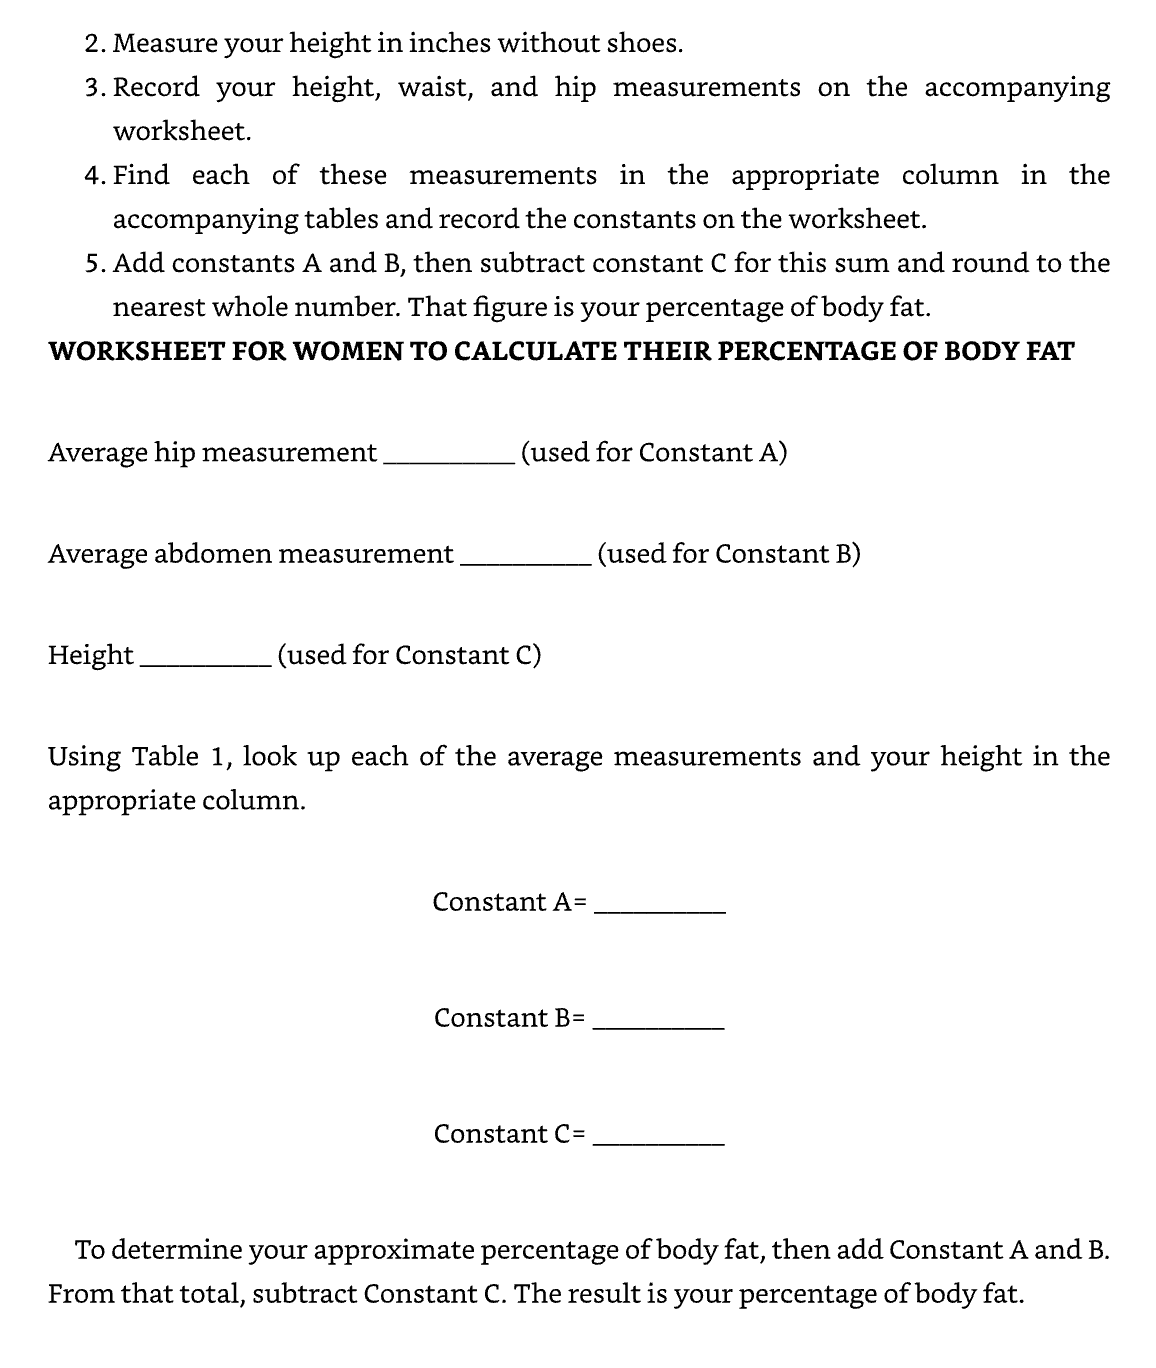 2. Measure your height in inches without shoes.
3. Record your height, waist, and hip measurements on the accompanying
worksheet.
4. Find each of these measurements in the appropriate column in the
accompanying tables and record the constants on the worksheet.
5. Add constants A and B, then subtract constant C for this sum and round to the
nearest whole number. That figure is your percentage of body fat.
WORKSHEET FOR WOMEN TO CALCULATE THEIR PERCENTAGE OF BODY FAT
Average hip measurement __________ (used for Constant A)
Average abdomen measurement __________ (used for Constant B)
Height __________ (used for Constant C)
Using Table 1, look up each of the average measurements and your height in the
appropriate column.
Constant A= __________
Constant B= __________
Constant C= __________
To determine your approximate percentage of body fat, then add Constant A and B.
From that total, subtract Constant C. The result is your percentage of body fat.